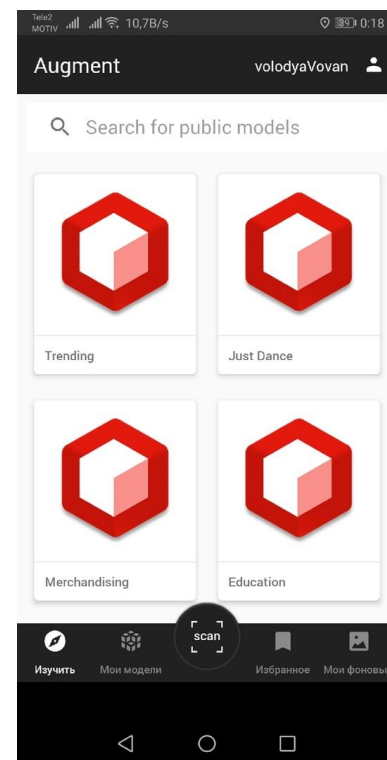 Tele2
MOTIV 10,7B/s 39 0:18
Augment volodyaVovan
Search for public models
Trending Just Dance
Merchandising Education
scan
Изучить Мои модели Избранное Мои фоновы